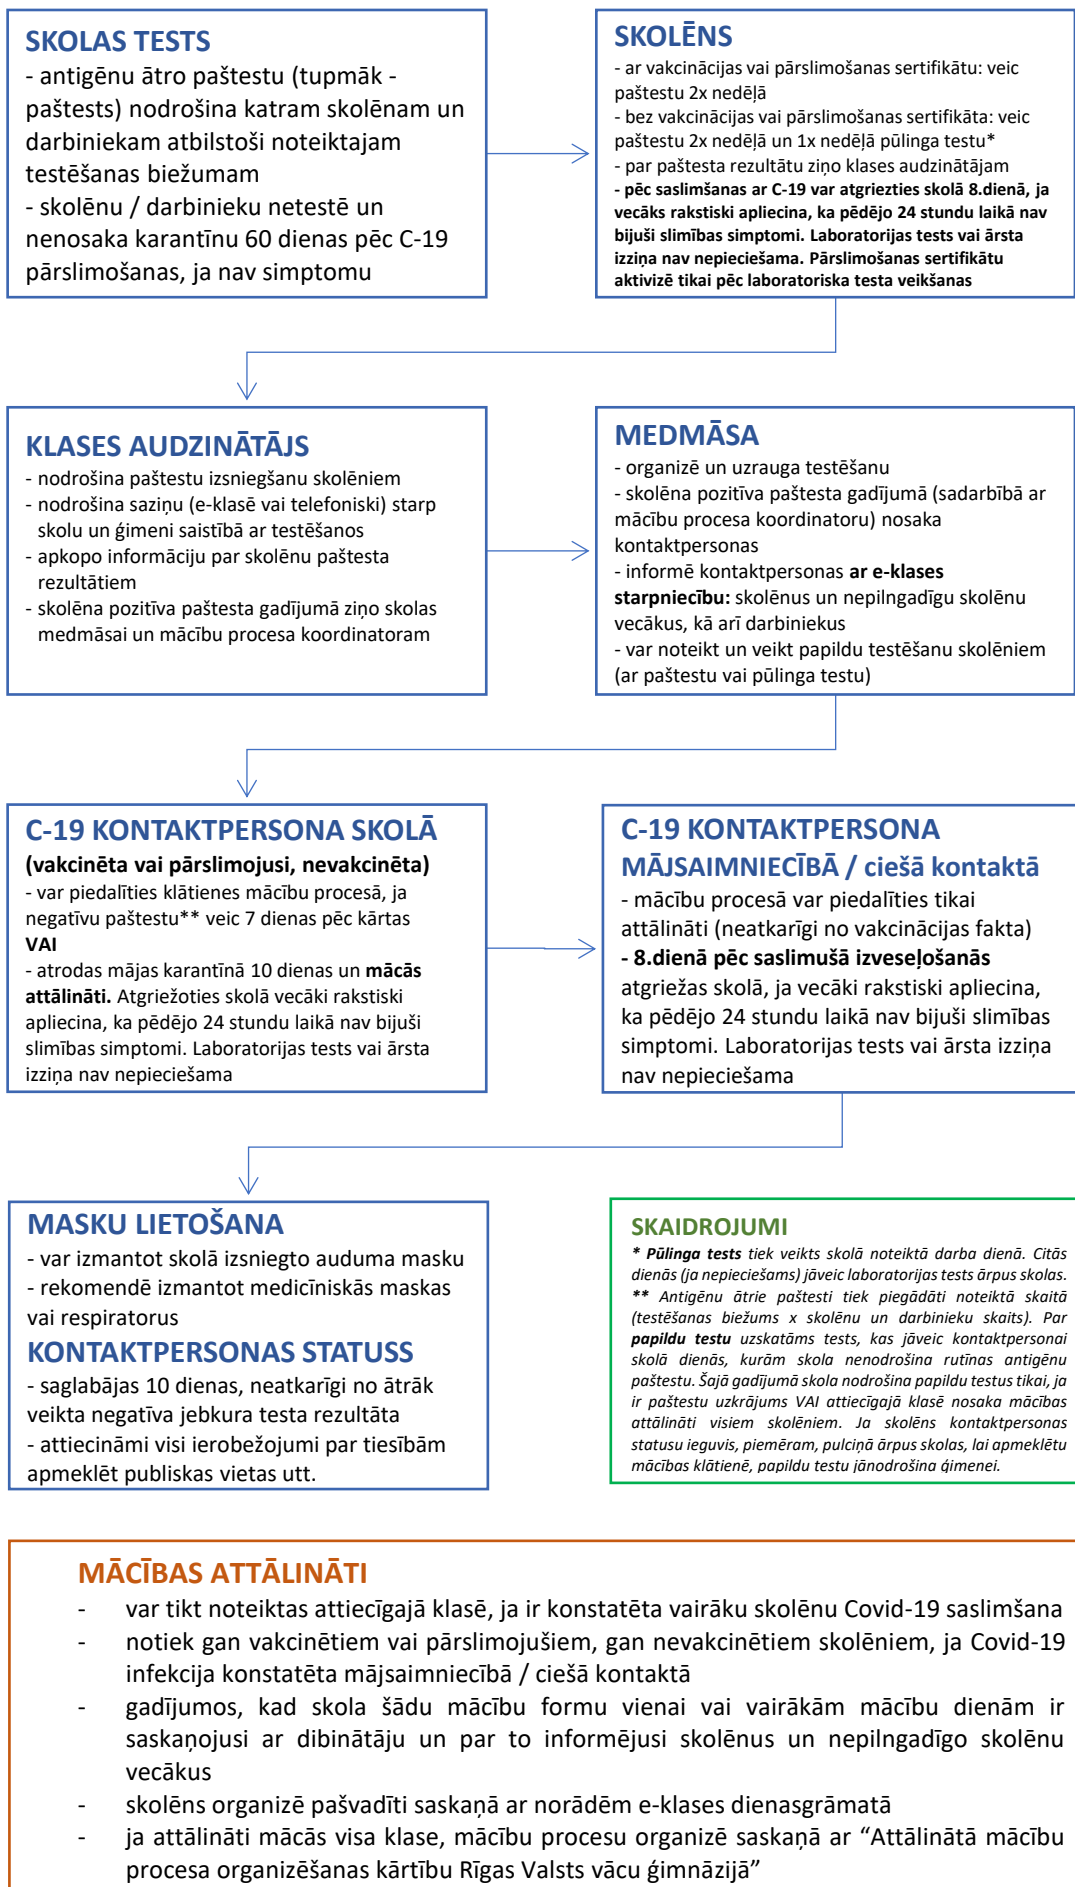 SKOLAS TESTS
- antigēnu ātro paštestu (tupmāk -
paštests) nodrošina katram skolēnam un
darbiniekam atbilstoši noteiktajam
testēšanas biežumam
- skolēnu / darbinieku netestē un
nenosaka karantīnu 60 dienas pēc C-19
pārslimošanas, ja nav simptomu
SKOLĒNS
- ar vakcinācijas vai pārslimošanas sertifikātu: veic
paštestu 2x nedēļā
- bez vakcinācijas vai pārslimošanas sertifikāta: veic
paštestu 2x nedēļā un 1x nedēļā pūlinga testu*
- par paštesta rezultātu ziņo klases audzinātājam
- pēc saslimšanas ar C-19 var atgriezties skolā 8.dienā, ja
vecāks rakstiski apliecina, ka pēdējo 24 stundu laikā nav
bijuši slimības simptomi. Laboratorijas tests vai ārsta
izziņa nav nepieciešama. Pārslimošanas sertifikātu
aktivizē tikai pēc laboratoriska testa veikšanas
KLASES AUDZINĀTĀJS
- nodrošina paštestu izsniegšanu skolēniem
- nodrošina saziņu (e-klasē vai telefoniski) starp
skolu un ģimeni saistībā ar testēšanos
- apkopo informāciju par skolēnu paštesta
rezultātiem
- skolēna pozitīva paštesta gadījumā ziņo skolas
medmāsai un mācību procesa koordinatoram
MEDMĀSA
- organizē un uzrauga testēšanu
- skolēna pozitīva paštesta gadījumā (sadarbībā ar
mācību procesa koordinatoru) nosaka
kontaktpersonas
- informē kontaktpersonas ar e-klases
starpniecību: skolēnus un nepilngadīgu skolēnu
vecākus, kā arī darbiniekus
- var noteikt un veikt papildu testēšanu skolēniem
(ar paštestu vai pūlinga testu)
C-19 KONTAKTPERSONA SKOLĀ
(vakcinēta vai pārslimojusi, nevakcinēta)
- var piedalīties klātienes mācību procesā, ja
negatīvu paštestu** veic 7 dienas pēc kārtas
VAI
- atrodas mājas karantīnā 10 dienas un mācās
attālināti. Atgriežoties skolā vecāki rakstiski
apliecina, ka pēdējo 24 stundu laikā nav bijuši
slimības simptomi. Laboratorijas tests vai ārsta
izziņa nav nepieciešama
C-19 KONTAKTPERSONA
MĀJSAIMNIECĪBĀ / ciešā kontaktā
- mācību procesā var piedalīties tikai
attālināti (neatkarīgi no vakcinācijas fakta)
- 8.dienā pēc saslimušā izveseļošanās
atgriežas skolā, ja vecāki rakstiski apliecina,
ka pēdējo 24 stundu laikā nav bijuši slimības
simptomi. Laboratorijas tests vai ārsta izziņa
nav nepieciešama
MASKU LIETOŠANA
- var izmantot skolā izsniegto auduma masku
- rekomendē izmantot medicīniskās maskas
vai respiratorus
KONTAKTPERSONAS STATUSS
- saglabājas 10 dienas, neatkarīgi no ātrāk
veikta negatīva jebkura testa rezultāta
- attiecināmi visi ierobežojumi par tiesībām
apmeklēt publiskas vietas utt.
SKAIDROJUMI
* Pūlinga tests tiek veikts skolā noteiktā darba dienā. Citās
dienās (ja nepieciešams) jāveic laboratorijas tests ārpus skolas.
** Antigēnu ātrie paštesti tiek piegādāti noteiktā skaitā
(testēšanas biežums x skolēnu un darbinieku skaits). Par
papildu testu uzskatāms tests, kas jāveic kontaktpersonai
skolā dienās, kurām skola nenodrošina rutīnas antigēnu
paštestu. Šajā gadījumā skola nodrošina papildu testus tikai, ja
ir paštestu uzkrājums VAI attiecīgajā klasē nosaka mācības
attālināti visiem skolēniem. Ja skolēns kontaktpersonas
statusu ieguvis, piemēram, pulciņā ārpus skolas, lai apmeklētu
mācības klātienē, papildu testu jānodrošina ģimenei.
MĀCĪBAS ATTĀLINĀTI
- var tikt noteiktas attiecīgajā klasē, ja ir konstatēta vairāku skolēnu Covid-19 saslimšana
- notiek gan vakcinētiem vai pārslimojušiem, gan nevakcinētiem skolēniem, ja Covid-19
infekcija konstatēta mājsaimniecībā / ciešā kontaktā
- gadījumos, kad skola šādu mācību formu vienai vai vairākām mācību dienām ir
saskaņojusi ar dibinātāju un par to informējusi skolēnus un nepilngadīgo skolēnu
vecākus
- skolēns organizē pašvadīti saskaņā ar norādēm e-klases dienasgrāmatā
- ja attālināti mācās visa klase, mācību procesu organizē saskaņā ar “Attālinātā mācību
procesa organizēšanas kārtību Rīgas Valsts vācu ģimnāzijā”